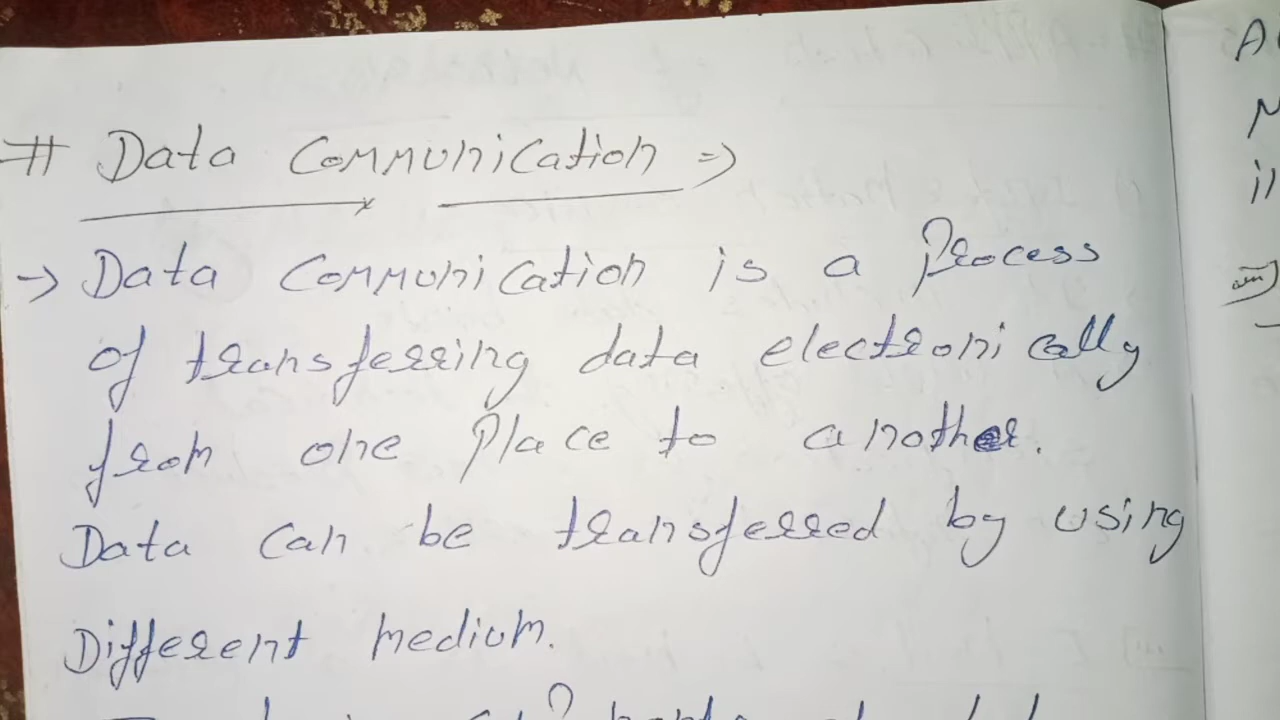 # Data Communication =>
-> Data Communication is a Process
of transferring data electronically
from one Place to another.
Data Can be transferred by using
Different medium.